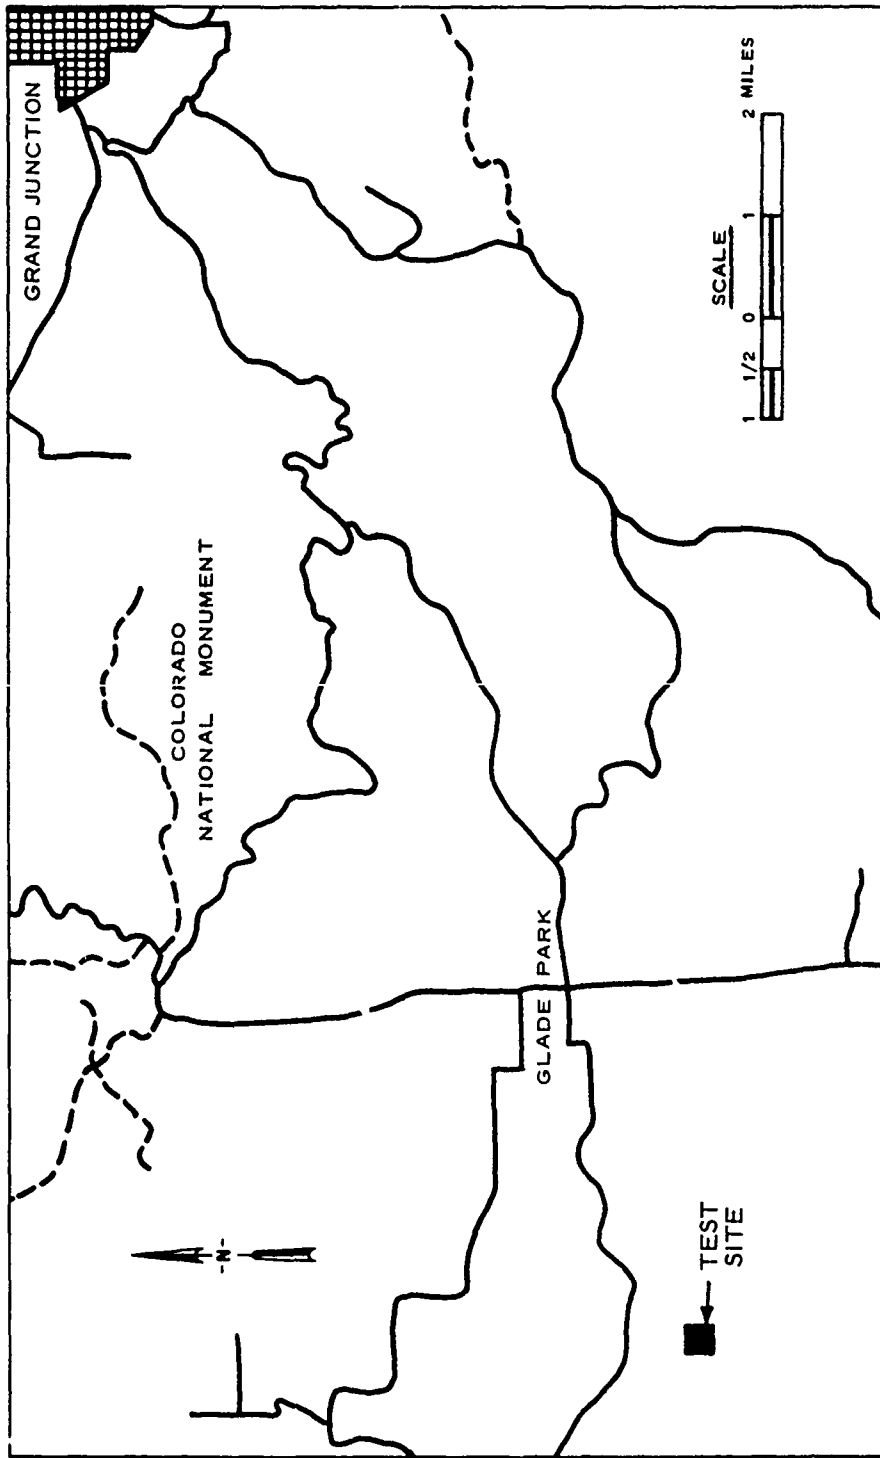 GRAND JUNCTION
COLORADO
NATIONAL MONUMENT
GLADE PARK
-N-
TEST
SITE
SCALE
1 1/2 0 1 2 MILES